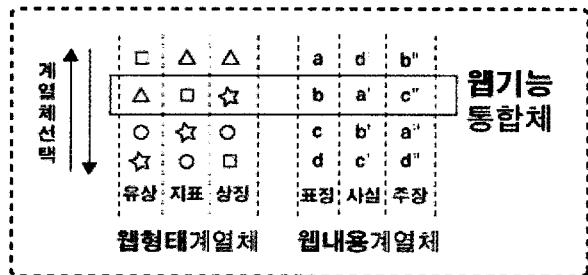 계열체선택
□ △ △ a d b"
△ □ ☆ b a' c"
○ ☆ ○ c b' a"
☆ ○ □ d c' d"
유상 지표 상징 표징 사실 주장
웹형태계열체 웹내용계열체
웹기능
통합체